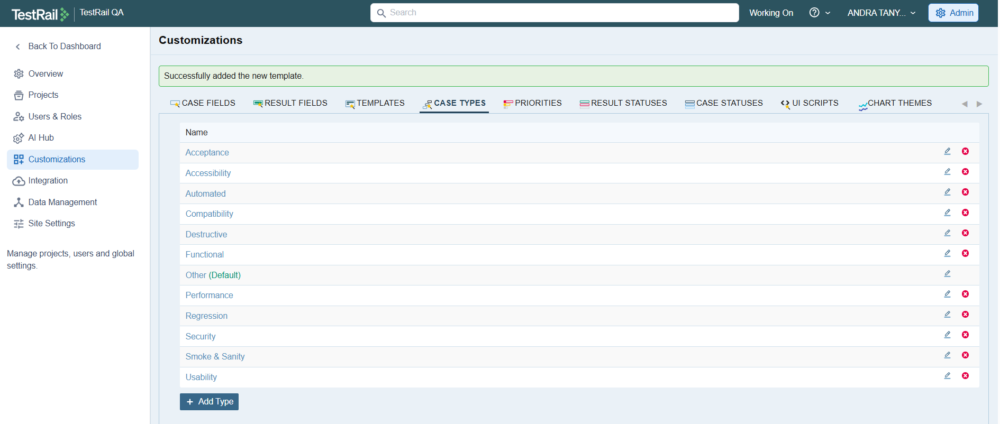 TestRail TestRail QA Search Working On ANDRA TANY... Admin
Back To Dashboard
Overview
Projects
Users & Roles
AI Hub
Customizations
Integration
Data Management
Site Settings
Manage projects, users and global
settings.
Customizations
Successfully added the new template.
CASE FIELDS RESULT FIELDS TEMPLATES CASE TYPES PRIORITIES RESULT STATUSES CASE STATUSES UI SCRIPTS CHART THEMES
Name
Acceptance
Accessibility
Automated
Compatibility
Destructive
Functional
Other (Default)
Performance
Regression
Security
Smoke & Sanity
Usability
+ Add Type